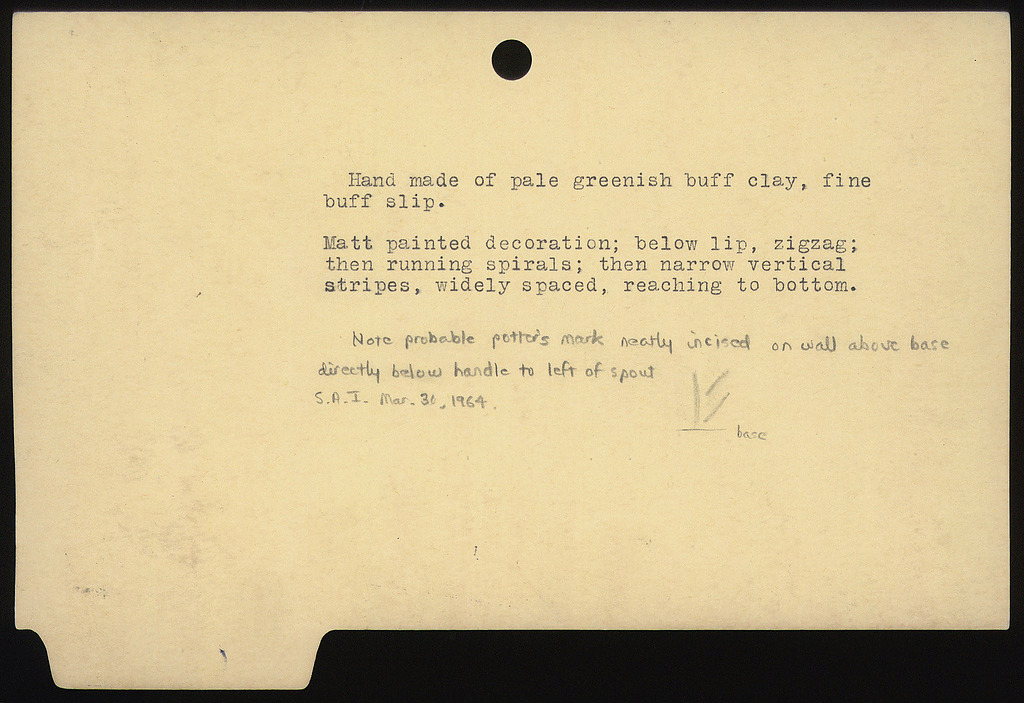 Hand made of pale greenish buff clay, fine
buff slip.
Matt painted decoration; below lip, zigzag;
then running spirals; then narrow vertical
stripes, widely spaced, reaching to bottom.
Note probable potter's mark neatly incised on wall above base
directly below handle to left of spout
S.A.I. Mar. 30, 1964.
base